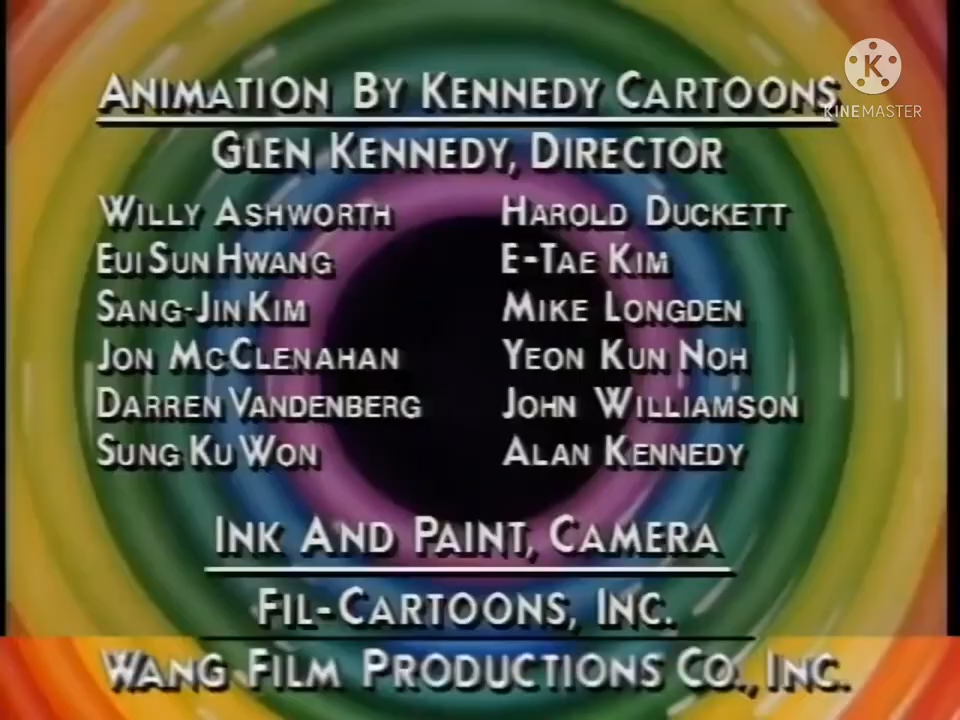 ANIMATION BY KENNEDY CARTOONS
K
KINEMASTER
GLEN KENNEDY, DIRECTOR
WILLY ASHWORTH HAROLD DUCKETT
EUI SUN HWANG E-TAE KIM
SANG-JIN KIM MIKE LONGDEN
JON MCCLENAHAN YEON KUN NOH
DARREN VANDENBERG JOHN WILLIAMSON
SUNG KU WON ALAN KENNEDY
INK AND PAINT, CAMERA
FIL-CARTOONS, INC.
WANG FILM PRODUCTIONS CO., INC.